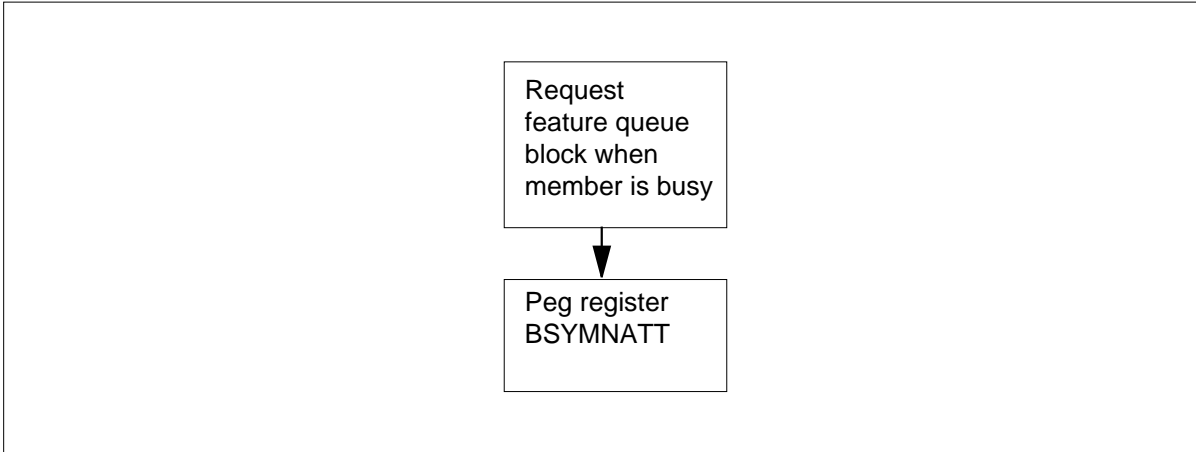 Request
feature queue
block when
member is busy
Peg register
BSYMNATT